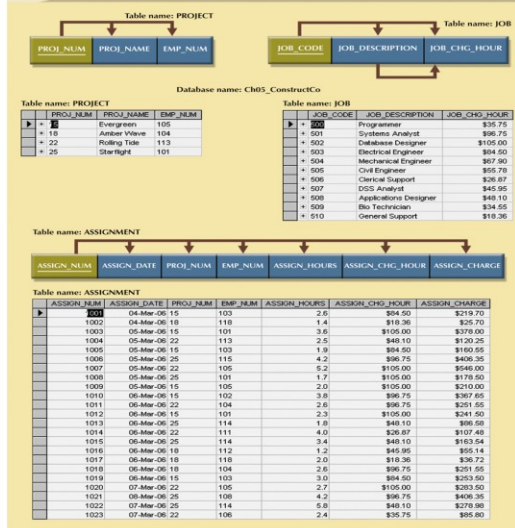 Table name: PROJECT
Table name: JOB
PROJ_NUM PROJ_NAME EMP_NUM
JOB_CODE JOB_DESCRIPTION JOB_CHG_HOUR
Database name: Ch05_ConstructCo
Table name: PROJECT
PROJ_NUM PROJ_NAME EMP_NUM
Evergreen 105
18 Amber Wave 104
22 Rolling Tide 113
25 Starflight 101
Table name: JOB
JOB_CODE JOB_DESCRIPTION JOB_CHG_HOUR
500 Programmer $35.75
501 Systems Analyst $96.75
502 Database Designer $105.00
503 Electrical Engineer $84.50
504 Mechanical Engineer $67.90
505 Civil Engineer $55.78
506 Clerical Support $26.87
507 DSS Analyst $45.95
508 Applications Designer $48.10
509 Bio Technician $34.55
510 General Support $18.36
Table name: ASSIGNMENT
ASSIGN_NUM ASSIGN_DATE PROJ_NUM EMP_NUM ASSIGN_HOURS ASSIGN_CHG_HOUR ASSIGN_CHARGE
Table name: ASSIGNMENT
ASSIGN_NUM ASSIGN_DATE PROJ_NUM EMP_NUM ASSIGN_HOURS ASSIGN_CHG_HOUR ASSIGN_CHARGE
1001 04-Mar-06 15 103 2.6 $84.50 $219.70
1002 04-Mar-06 18 118 1.4 $18.36 $25.70
1003 05-Mar-06 15 101 3.6 $105.00 $378.00
1004 05-Mar-06 22 113 2.5 $48.10 $120.25
1005 05-Mar-06 15 103 1.9 $84.50 $160.55
1006 05-Mar-06 25 115 4.2 $96.75 $406.35
1007 05-Mar-06 22 105 5.2 $105.00 $546.00
1008 05-Mar-06 25 101 1.7 $105.00 $178.50
1009 05-Mar-06 15 105 2.0 $105.00 $210.00
1010 06-Mar-06 15 102 3.8 $96.75 $367.65
1011 06-Mar-06 22 104 2.6 $96.75 $251.55
1012 06-Mar-06 15 101 2.3 $105.00 $241.50
1013 06-Mar-06 25 114 1.8 $48.10 $86.58
1014 06-Mar-06 22 111 4.0 $26.87 $107.48
1015 06-Mar-06 25 114 3.4 $48.10 $163.54
1016 06-Mar-06 18 112 1.2 $45.95 $55.14
1017 06-Mar-06 18 118 2.0 $18.36 $36.72
1018 06-Mar-06 18 104 2.6 $96.75 $251.55
1019 06-Mar-06 15 103 3.0 $84.50 $253.50
1020 07-Mar-06 22 105 2.7 $105.00 $283.50
1021 08-Mar-06 25 108 4.2 $96.75 $406.35
1022 07-Mar-06 25 114 5.8 $48.10 $278.98
1023 07-Mar-06 22 106 2.4 $35.75 $85.80